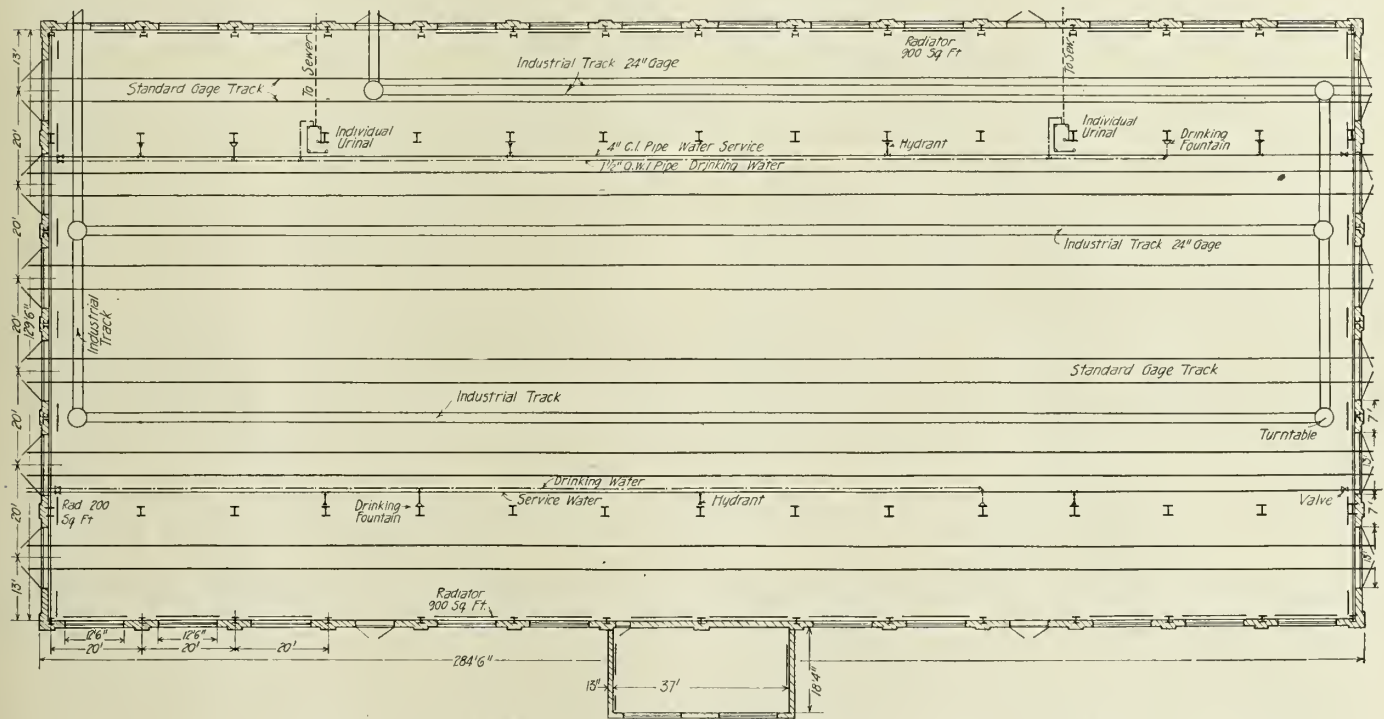 Radiator
900 Sq Ft
To Sewer
To Sew.
Industrial Track 24" Gage
Standard Gage Track
13'
20'
Individual
Urinal
Individual
Urinal
Drinking
Fountain
4" C.I. Pipe Water Service
Hydrant
1½" G.W.I. Pipe Drinking Water
20'
Industrial Track 24" Gage
20'
129'6"
Industrial
Track
Standard Gage Track
Industrial Track
20'
7'
Turntable
13'
Drinking Water
Rad 200
Sq Ft
Service Water
Drinking
Fountain
Hydrant
Valve
7'
20'
13'
13'
Radiator
900 Sq Ft.
12'6"
12'6"
20'
20'
20'
284'6"
13"
37'
18'4"